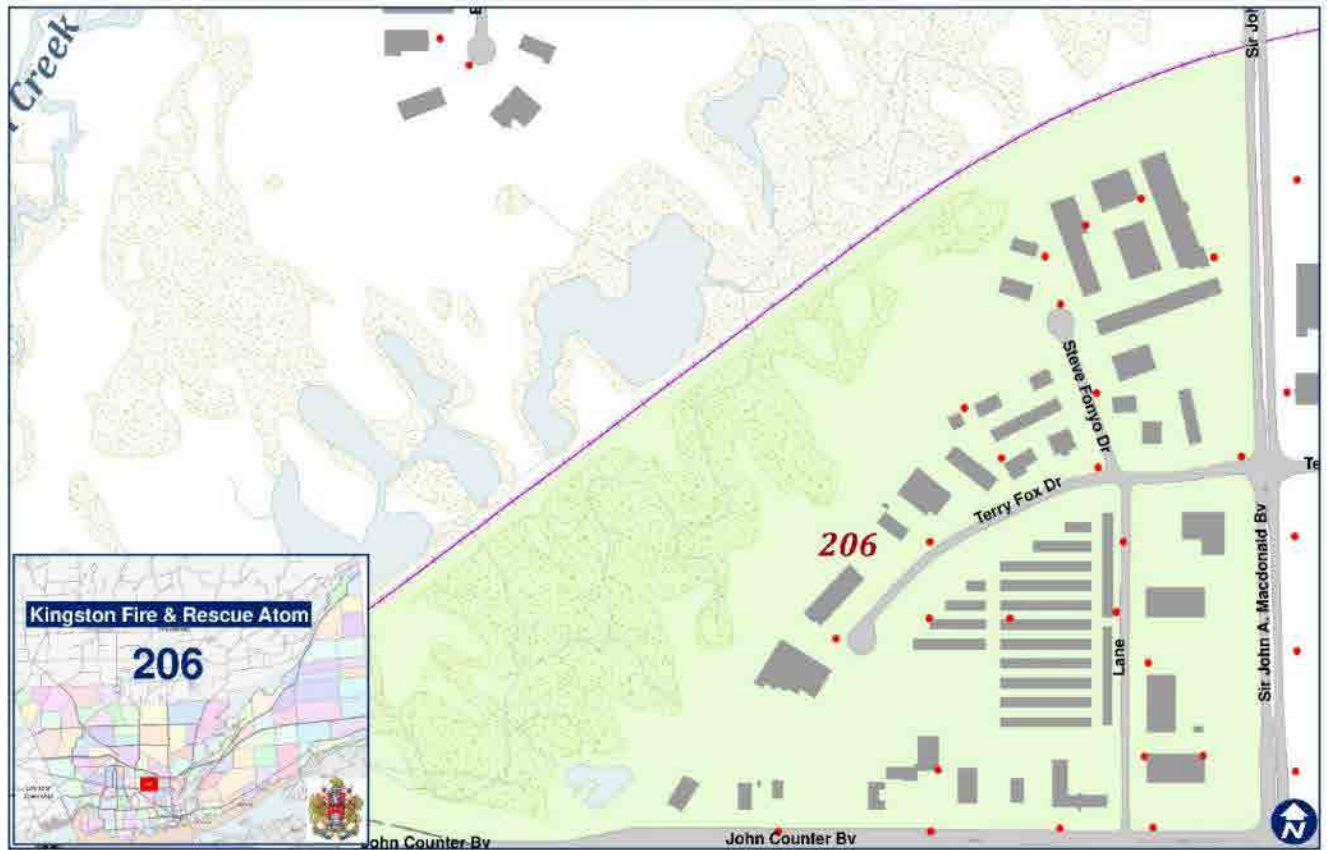 Creek
Sir Joh
Steve Fonyo Dr
Te
Terry Fox Dr
206
Sir John A. Macdonald Bv
Lane
Kingston Fire & Rescue Atom
206
John Counter Bv
John Counter Bv
N